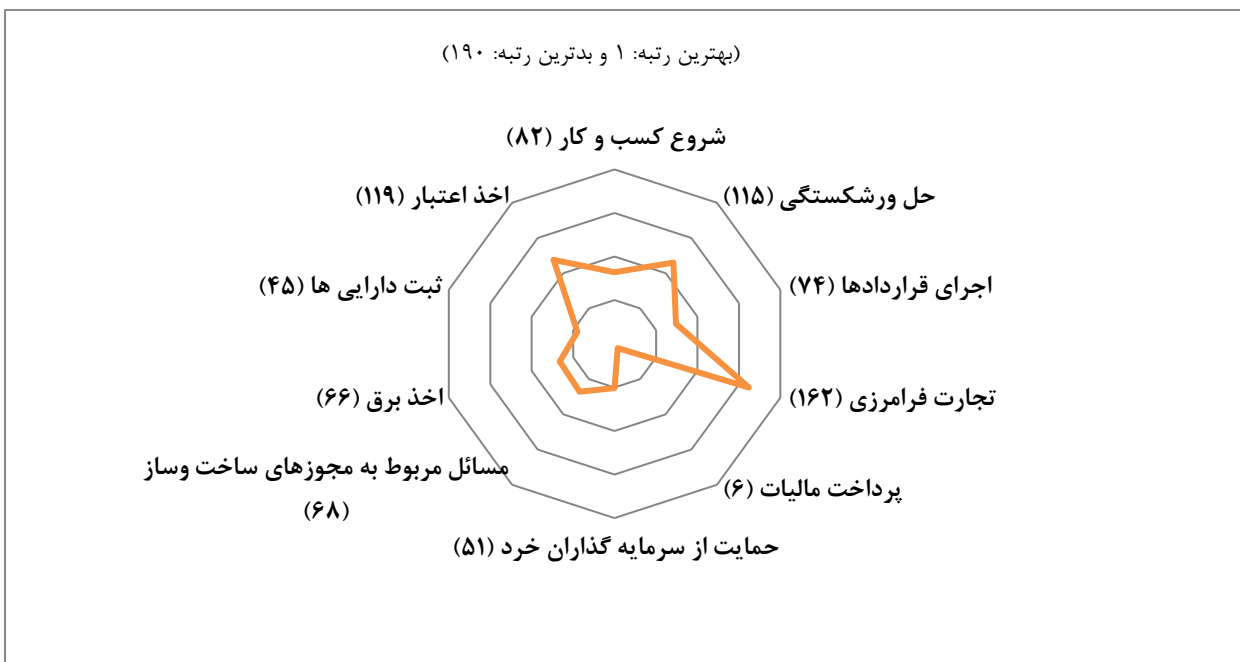 (بهترین رتبه: ۱ و بدترین رتبه: ۱۹۰)
شروع کسب و کار (۸۲)
حل ورشکستگی (۱۱۵)
اخذ اعتبار (۱۱۹)
اجرای قراردادها (۷۴)
ثبت دارایی ها (۴۵)
تجارت فرامرزی (۱۶۲)
اخذ برق (۶۶)
پرداخت مالیات (۶)
مسائل مربوط به مجوزهای ساخت وساز
(۶۸)
حمایت از سرمایه گذاران خرد (۵۱)